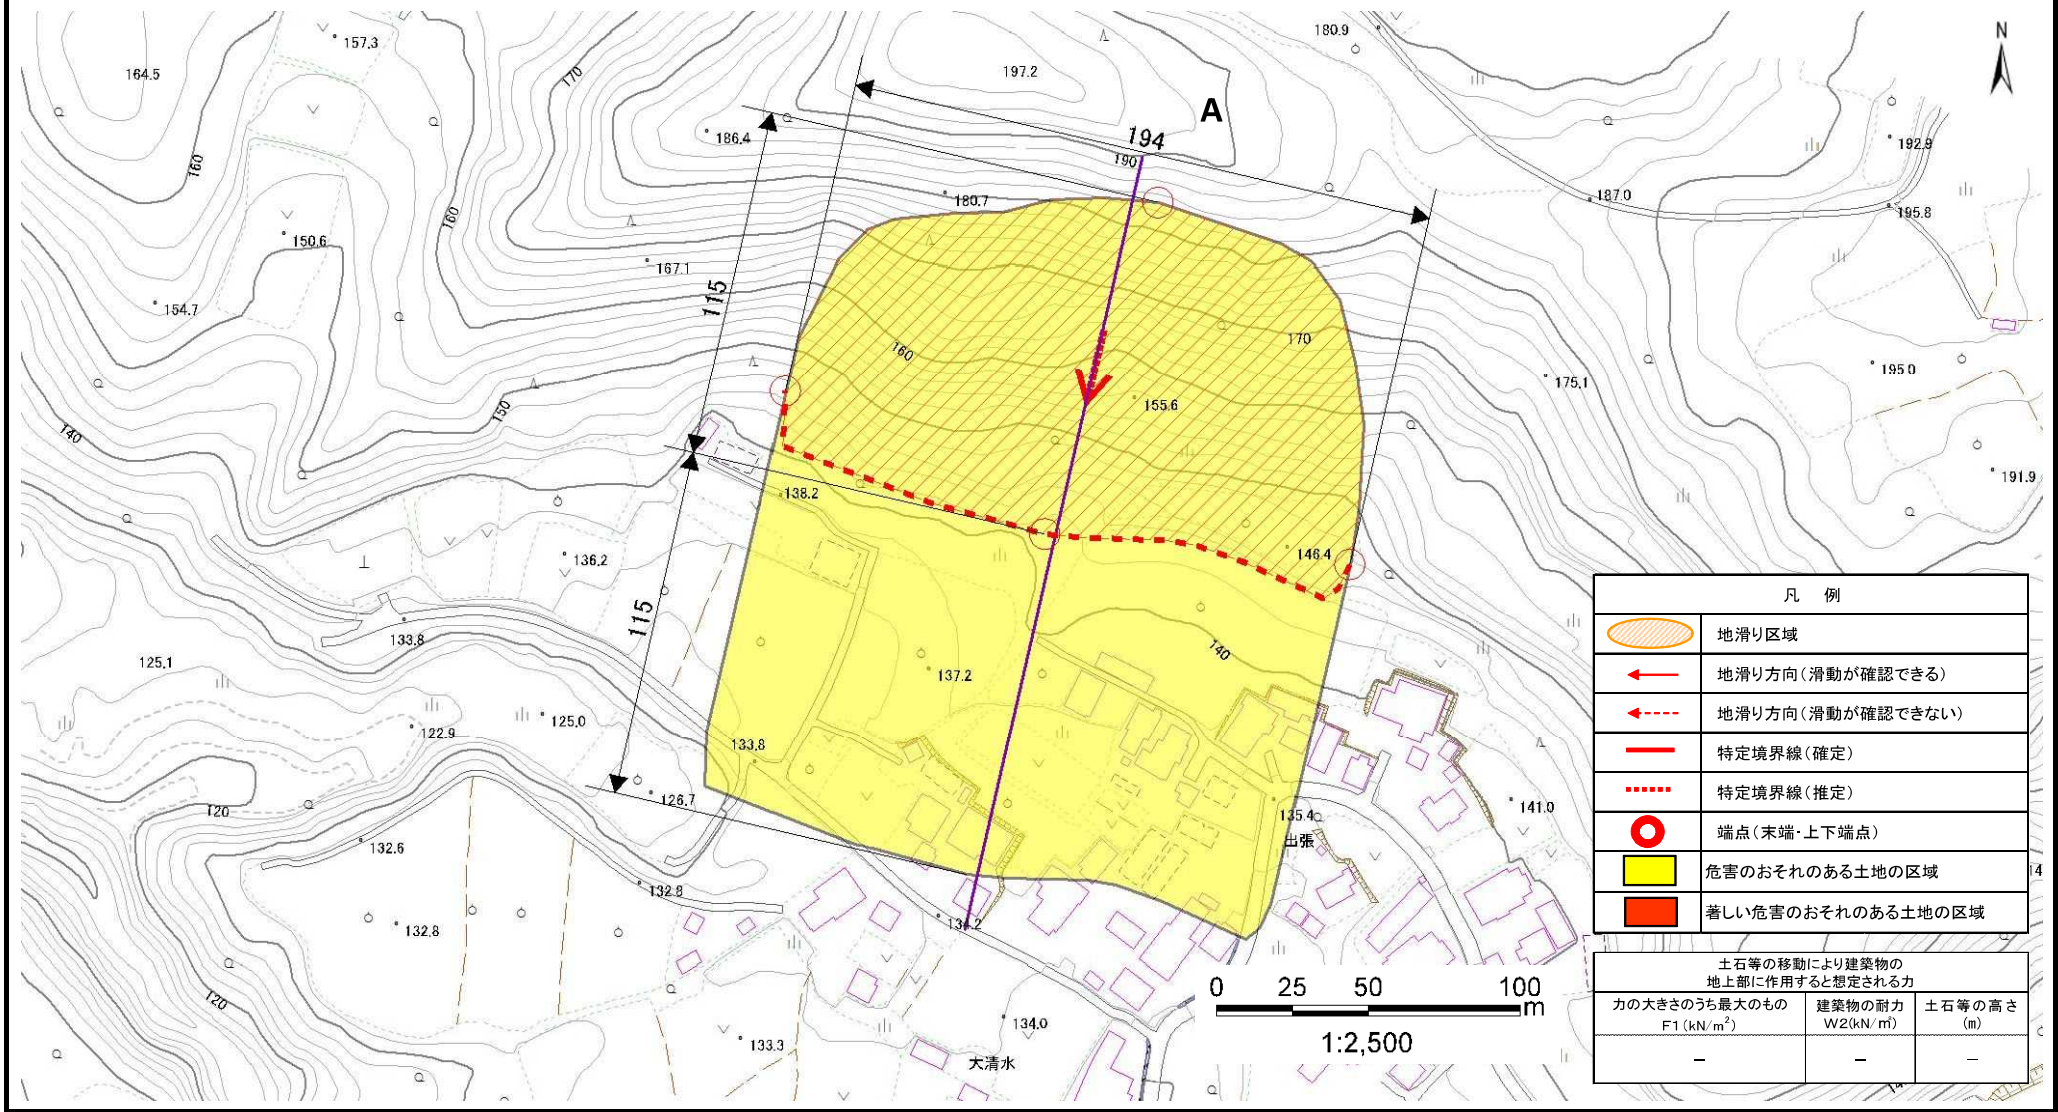 157.3
164.5
170
197.2
180.9
N
A
186.4
194
190
192.9
160
180.7
187.0
195.8
160
150.6
167.1
154.7
115
170
160
175.1
195.0
155.6
150
140
191.9
138.2
146.4
136.2
115
133.8
125.1
140
137.2
125.0
122.9
133.8
126.7
120
135.4
出張
141.0
132.6
132.8
132.8
134.2
120
134.0
133.3
大清水
凡 例
地滑り区域
地滑り方向(滑動が確認できる)
地滑り方向(滑動が確認できない)
特定境界線(確定)
特定境界線(推定)
端点(末端・上下端点)
危害のおそれのある土地の区域
著しい危害のおそれのある土地の区域
0 25 50 100
m
1:2,500
土石等の移動により建築物の
地上部に作用すると想定される力
力の大きさのうち最大のもの
F1(kN/m²)
建築物の耐力
W2(kN/㎡)
土石等の高さ
(m)
－ － －